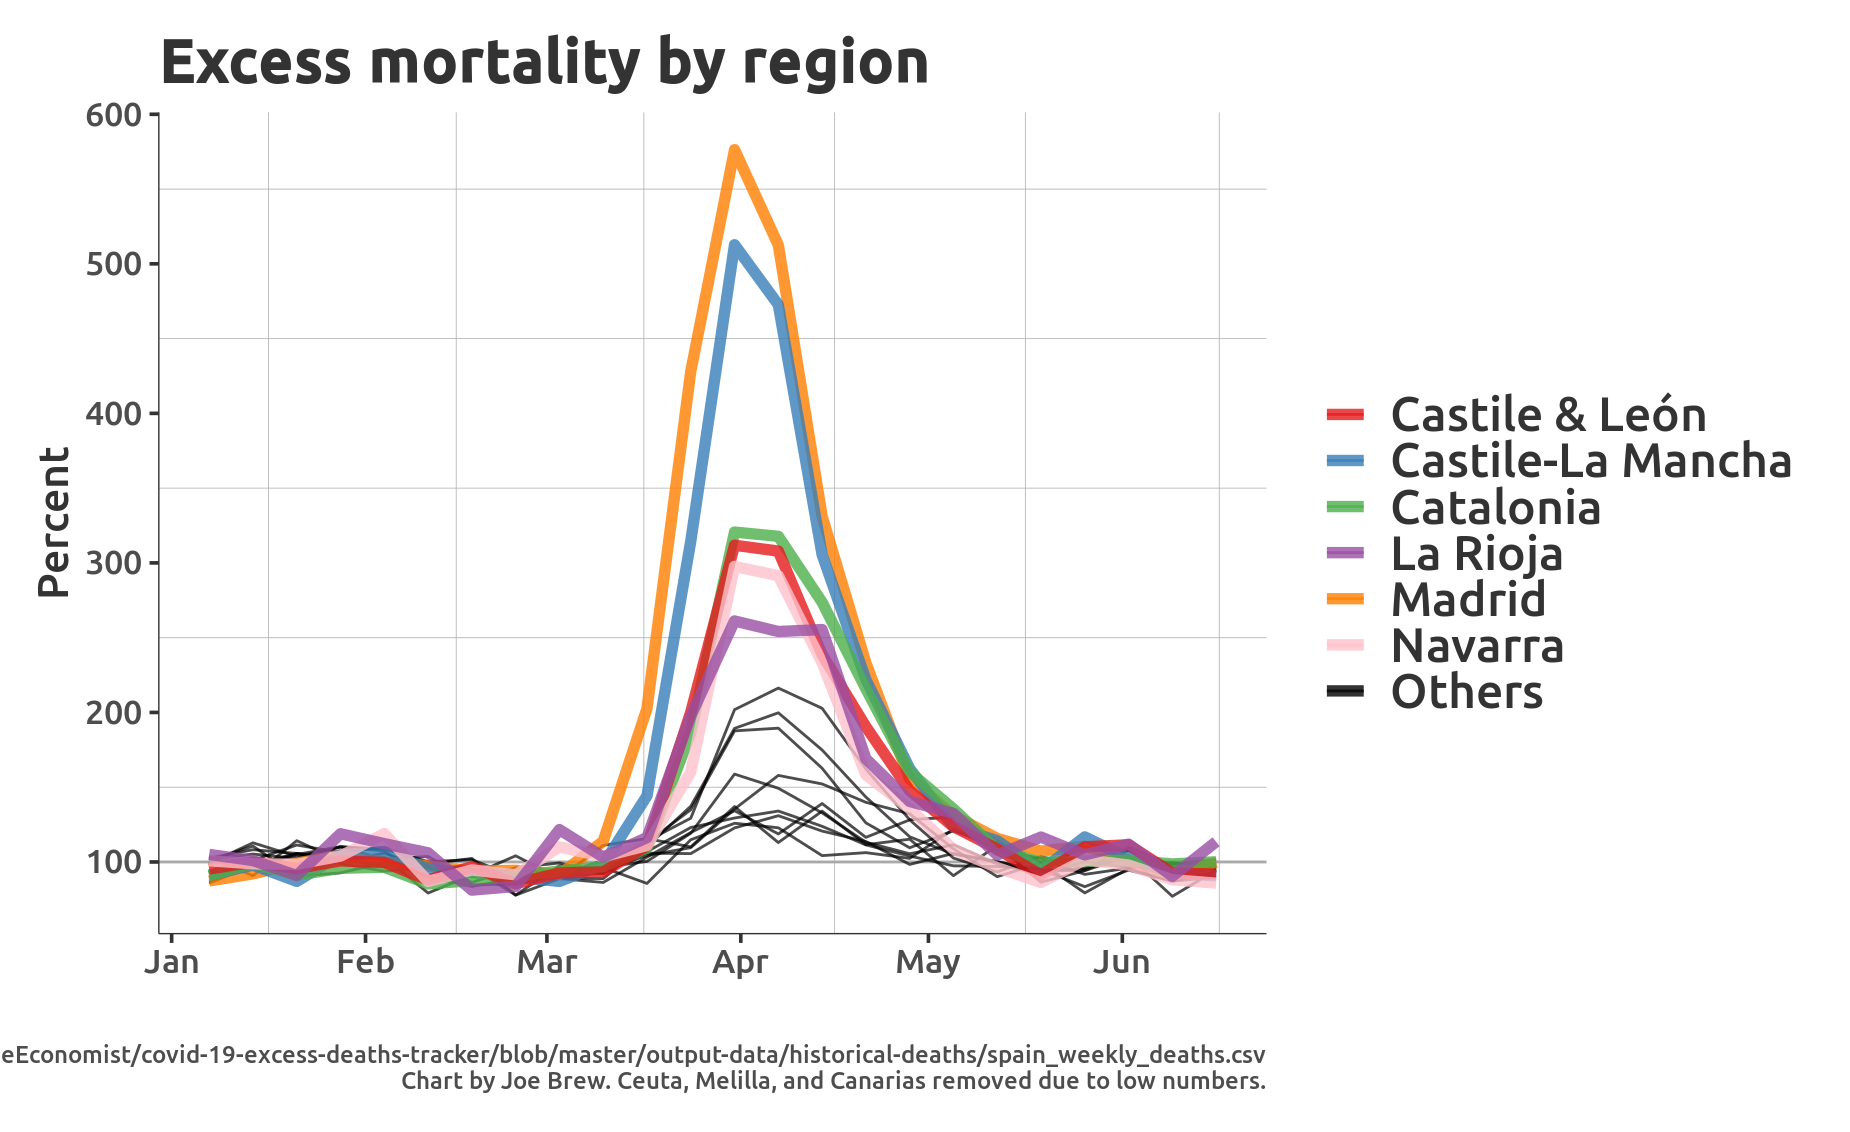 Excess mortality by region
600
500
400
300
200
100
Percent
Jan Feb Mar Apr May Jun
Castile & León
Castile-La Mancha
Catalonia
La Rioja
Madrid
Navarra
Others
eEconomist/covid-19-excess-deaths-tracker/blob/master/output-data/historical-deaths/spain_weekly_deaths.csv
Chart by Joe Brew. Ceuta, Melilla, and Canarias removed due to low numbers.